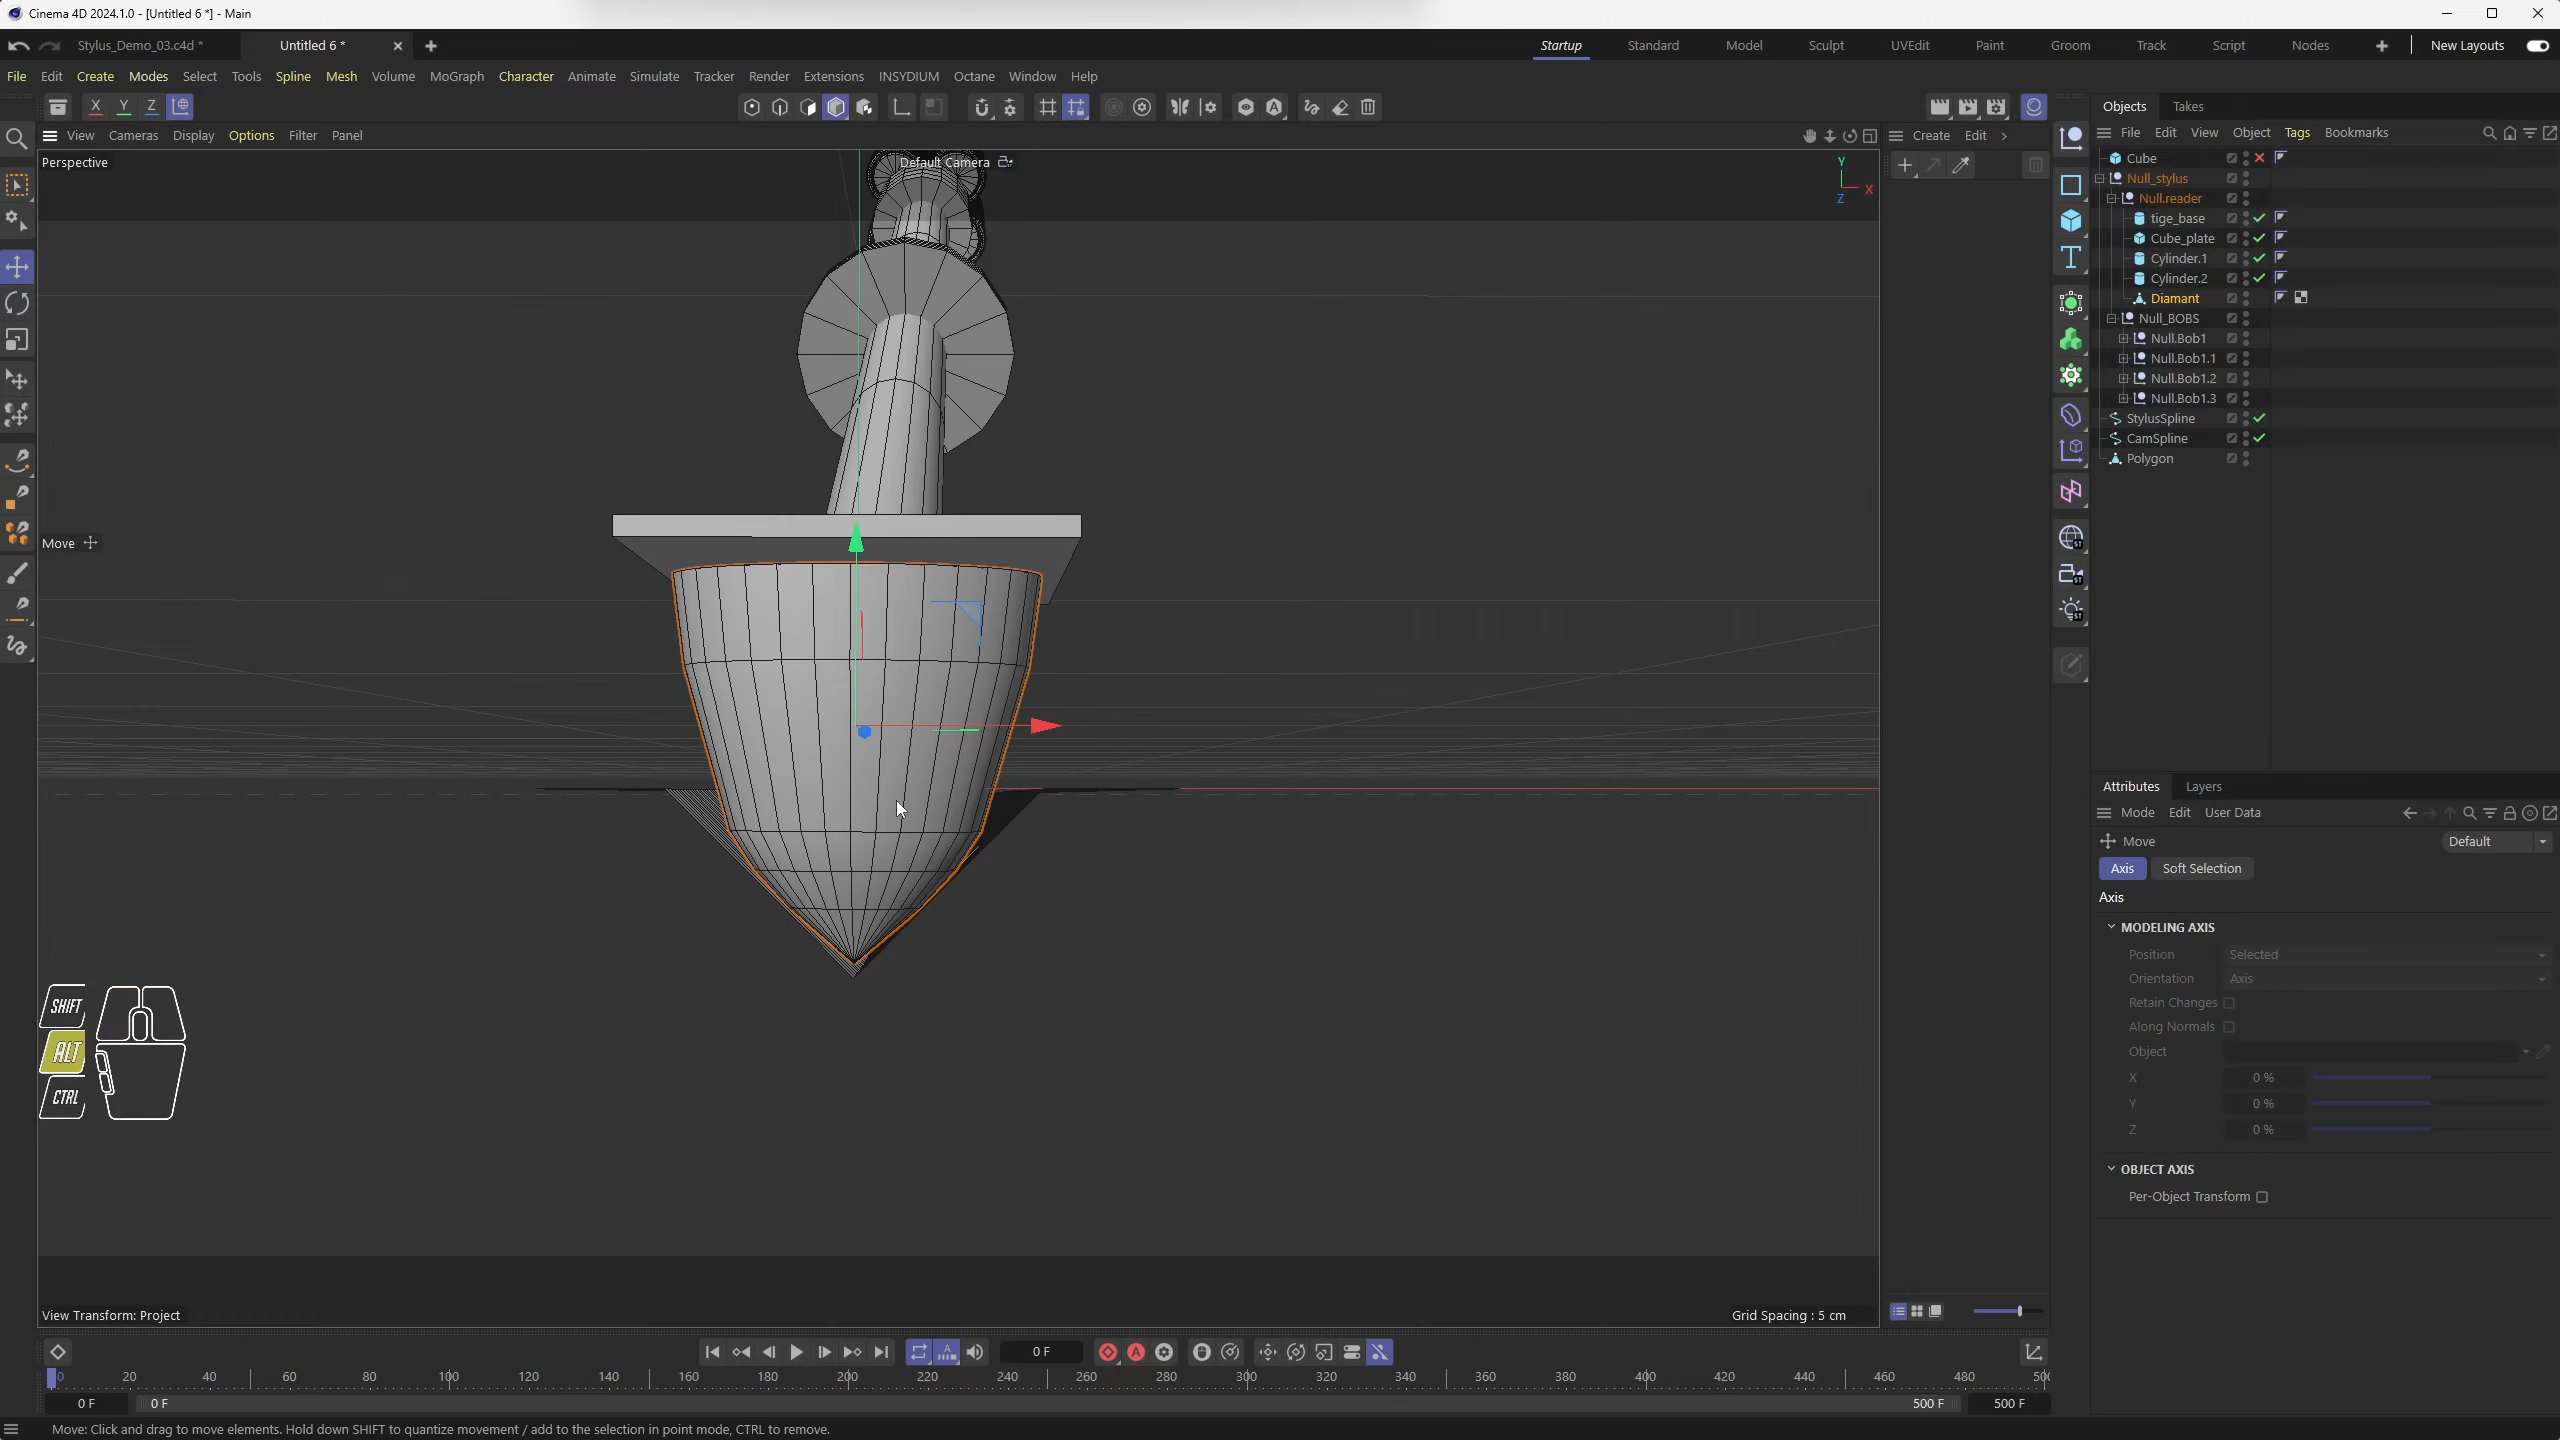 Cinema 4D 2024.1.0 - [Untitled 6 *] - Main
Stylus_Demo_03.c4d *
Untitled 6 *
Startup
Standard
Model
Sculpt
UVEdit
Paint
Groom
Track
Script
Nodes
New Layouts
File Edit Create Modes Select Tools Spline Mesh Volume MoGraph Character Animate Simulate Tracker Render Extensions INSYDIUM Octane Window Help
X Y Z
Objects Takes
View Cameras Display Options Filter Panel
Create Edit
File Edit View Object Tags Bookmarks
Perspective
Default Camera
Y
X
Z
Cube
Null_stylus
Null.reader
tige_base
Cube_plate
Cylinder.1
Cylinder.2
Diamant
Null_BOBS
Null.Bob1
Null.Bob1.1
Null.Bob1.2
Null.Bob1.3
StylusSpline
CamSpline
Polygon
Move
SHIFT
ALT
CTRL
Attributes Layers
Mode Edit User Data
Move
Default
Axis
Soft Selection
Axis
MODELING AXIS
Position Selected
Orientation Axis
Retain Changes
Along Normals
Object
X 0 %
Y 0 %
Z 0 %
OBJECT AXIS
Per-Object Transform
View Transform: Project
Grid Spacing : 5 cm
0 F
0 20 40 60 80 100 120 140 160 180 200 220 240 260 280 300 320 340 360 380 400 420 440 460 480 500
0 F
0 F
500 F
500 F
Move: Click and drag to move elements. Hold down SHIFT to quantize movement / add to the selection in point mode, CTRL to remove.